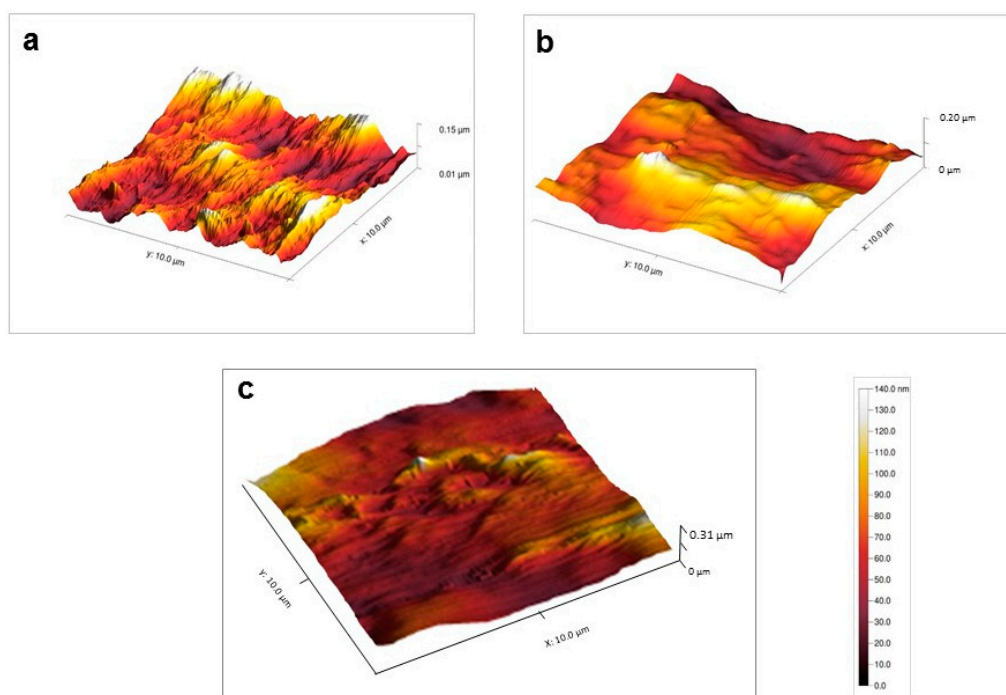 a
0.15 µm
0.01 µm
x: 10.0 µm
y: 10.0 µm
b
0.20 µm
0 µm
x: 10.0 µm
y: 10.0 µm
c
0.31 µm
0 µm
y: 10.0 µm
X: 10.0 µm
140.0 nm
130.0
120.0
110.0
100.0
90.0
80.0
70.0
60.0
50.0
40.0
30.0
20.0
10.0
0.0